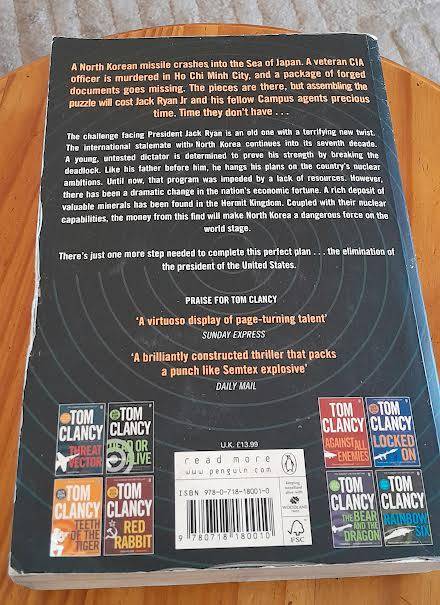 A North Korean missile crashes into the Sea of Japan. A veteran CIA
officer is murdered in Ho Chi Minh City, and a package of forged
documents goes missing. The pieces are there, but assembling the
puzzle will cost Jack Ryan Jr and his fellow Campus agents precious
time. Time they don't have . . .
The challenge facing President Jack Ryan is an old one with a terrifying new twist.
The international stalemate with North Korea continues into its seventh decade.
A young, untested dictator is determined to prove his strength by breaking the
deadlock. Like his father before him, he hangs his plans on the country's nuclear
ambitions. Until now, that program was impeded by a lack of resources. However,
there has been a dramatic change in the nation's economic fortune. A rich deposit of
valuable minerals has been found in the Hermit Kingdom. Coupled with their nuclear
capabilities, the money from this find will make North Korea a dangerous force on the
world stage.
There's just one more step needed to complete this perfect plan . . . the elimination of
the president of the United States.
PRAISE FOR TOM CLANCY
'A virtuoso display of page-turning talent'
SUNDAY EXPRESS
'A brilliantly constructed thriller that packs
a punch like Semtex explosive'
DAILY MAIL
TOM
CLANCY
THREAT
VECTOR
TOM
CLANCY
DEAD OR
ALIVE
TOM
CLANCY
TEETH
OF THE
TIGER
TOM
CLANCY
RED
RABBIT
U.K. £13.99
read more
www.penguin.com
ISBN 978-0-718-18001-0
9 780718 180010
WOODLAND
FSC
TOM
CLANCY
AGAINST ALL
ENEMIES
TOM
CLANCY
LOCKED
ON
TOM
CLANCY
THE BEAR
AND THE
DRAGON
TOM
CLANCY
RAINBOW
SIX